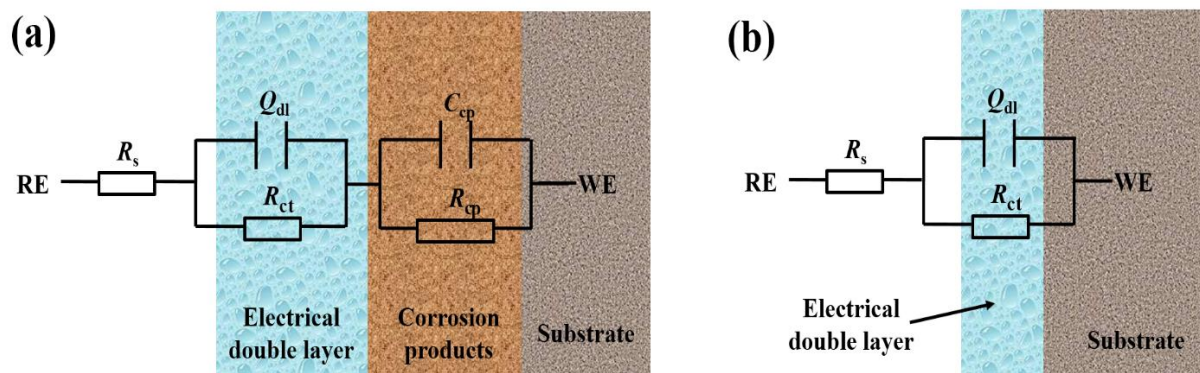 (a)
Qdl
Ccp
Rs
RE
Rct
Rcp
WE
Electrical
double layer
Corrosion
products
Substrate
(b)
Qdl
Rs
RE
Rct
WE
Electrical
double layer
Substrate